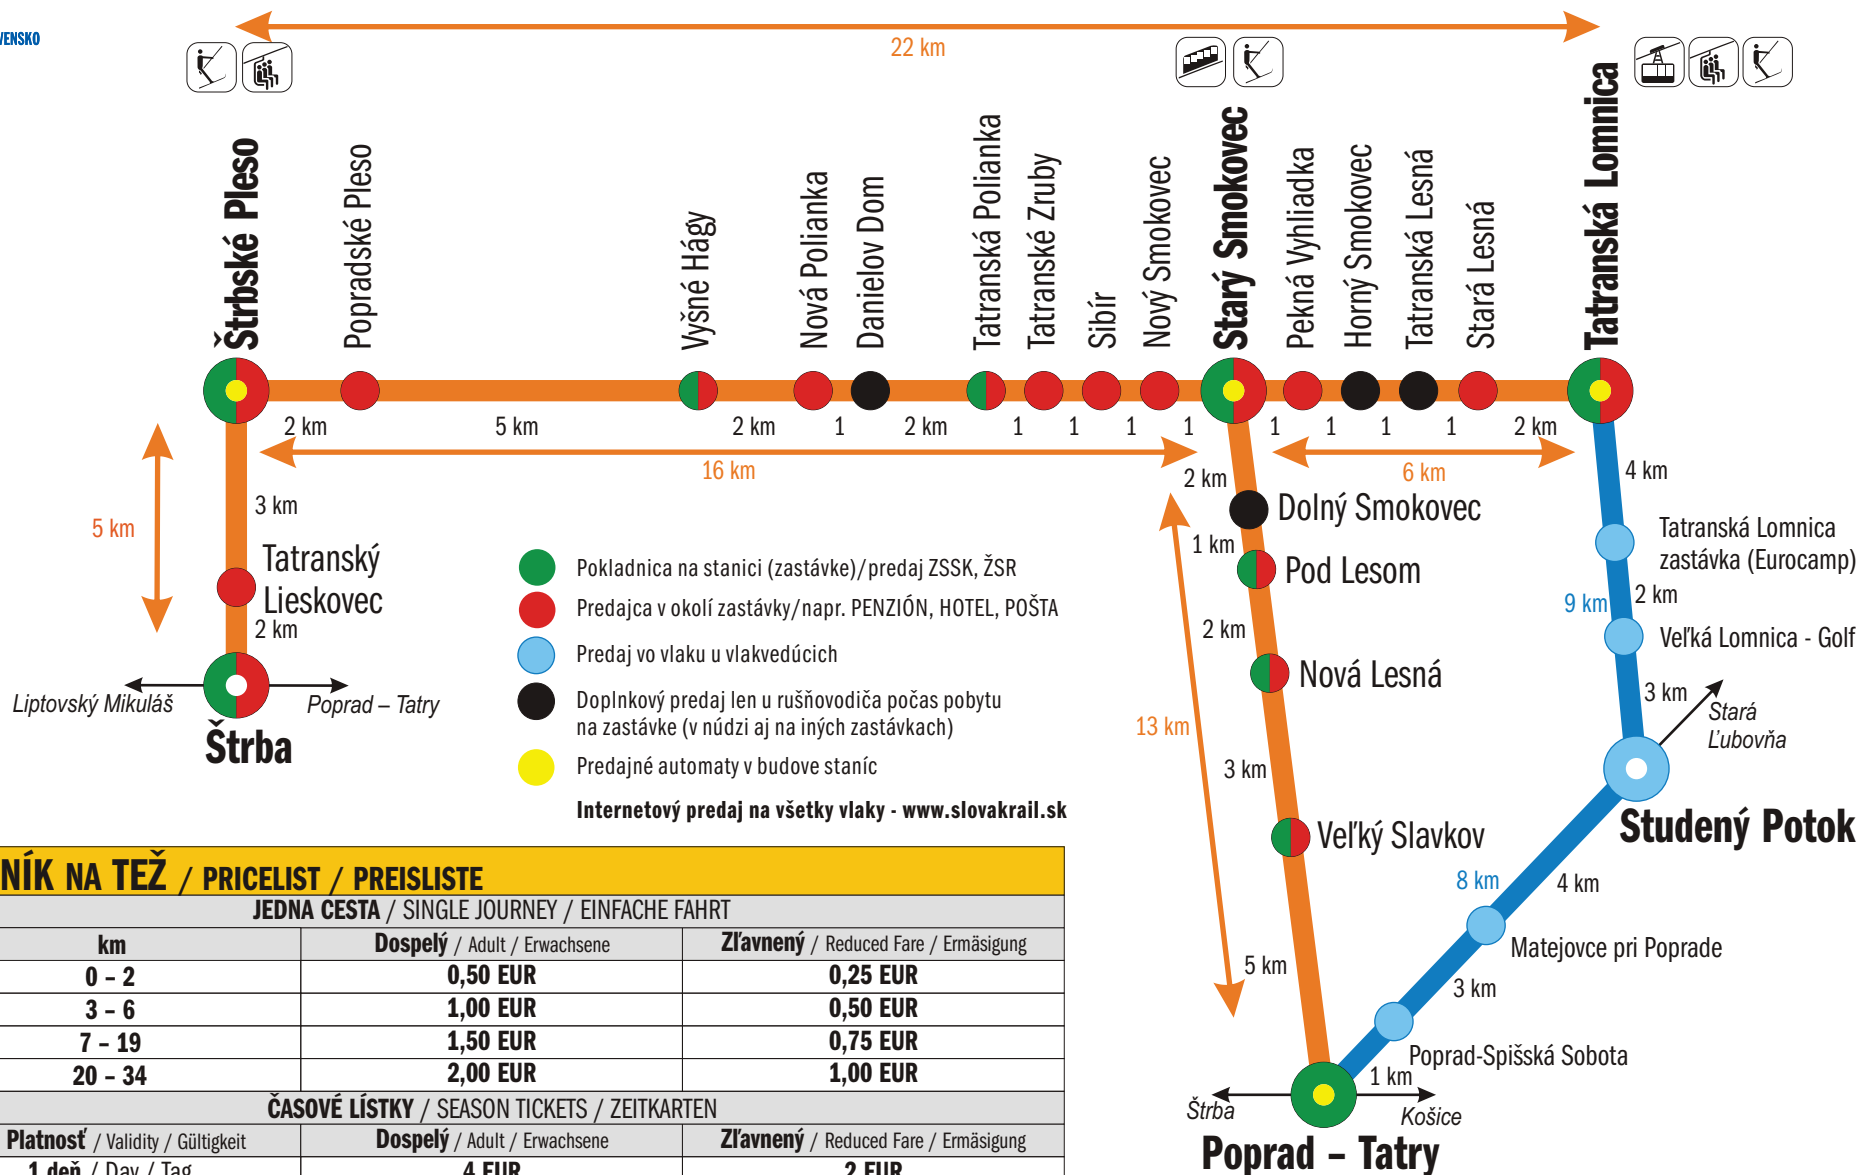 22 km
Štrbské Pleso
Popradské Pleso
Vyšné Hágy
Nová Polianka
Danielov Dom
Tatranská Polianka
Tatranské Zruby
Sibír
Nový Smokovec
Starý Smokovec
Pekná Vyhliadka
Horný Smokovec
Tatranská Lesná
Stará Lesná
Tatranská Lomnica
2 km
5 km
2 km
1
2 km
1
1
1
1
1
1
1
1
2 km
16 km
6 km
5 km
3 km
Tatranský
Lieskovec
2 km
Liptovský Mikuláš
Poprad – Tatry
Štrba
Pokladnica na stanici (zastávke)/predaj ZSSK, ŽSR
Predajca v okolí zastávky/napr. PENZIÓN, HOTEL, POŠTA
Predaj vo vlaku u vlakvedúcich
Doplnkový predaj len u rušňovodiča počas pobytu
na zastávke (v núdzi aj na iných zastávkach)
Predajné automaty v budove staníc
Internetový predaj na všetky vlaky - www.slovakrail.sk
2 km
Dolný Smokovec
1 km
Pod Lesom
2 km
Nová Lesná
13 km
3 km
Veľký Slavkov
5 km
4 km
Tatranská Lomnica
zastávka (Eurocamp)
9 km
2 km
Veľká Lomnica - Golf
3 km
Stará
Ľubovňa
Studený Potok
8 km
4 km
Matejovce pri Poprade
3 km
Poprad-Spišská Sobota
1 km
Štrba
Košice
Poprad – Tatry
NÍK NA TEŽ / PRICELIST / PREISLISTE
JEDNA CESTA / SINGLE JOURNEY / EINFACHE FAHRT
km Dospelý / Adult / Erwachsene Zľavnený / Reduced Fare / Ermäsigung
0 – 2 0,50 EUR 0,25 EUR
3 – 6 1,00 EUR 0,50 EUR
7 – 19 1,50 EUR 0,75 EUR
20 – 34 2,00 EUR 1,00 EUR
ČASOVÉ LÍSTKY / SEASON TICKETS / ZEITKARTEN
Platnosť / Validity / Gültigkeit Dospelý / Adult / Erwachsene Zľavnený / Reduced Fare / Ermäsigung
1 deň / Day / Tag 4 EUR 2 EUR